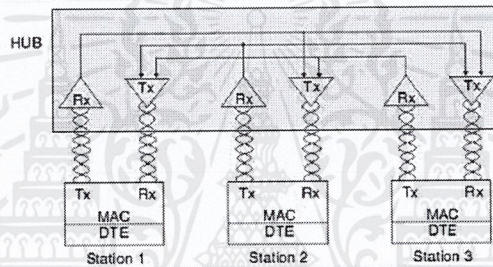 HUB
Rx Tx Rx Tx Rx Tx
Tx Rx Tx Rx Tx Rx
MAC MAC MAC
DTE DTE DTE
Station 1 Station 2 Station 3